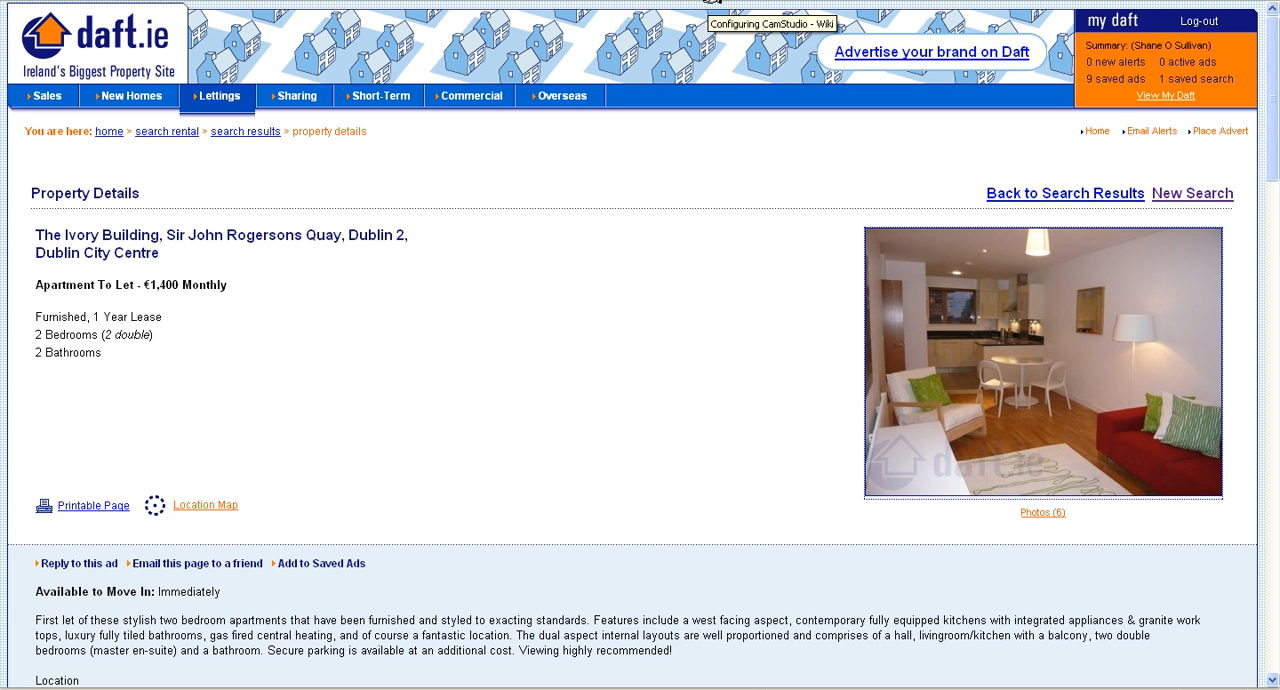 daft.ie
Ireland's Biggest Property Site
Configuring CamStudio - Wiki
Advertise your brand on Daft
my daft Log-out
Summary: (Shane O Sullivan)
0 new alerts 0 active ads
9 saved ads 1 saved search
View My Daft
Sales New Homes Lettings Sharing Short-Term Commercial Overseas
You are here: home > search rental > search results > property details
Home Email Alerts Place Advert
Property Details
Back to Search Results New Search
The Ivory Building, Sir John Rogersons Quay, Dublin 2,
Dublin City Centre
Apartment To Let - €1,400 Monthly
Furnished, 1 Year Lease
2 Bedrooms (2 double)
2 Bathrooms
daft.ie
Printable Page Location Map
Photos (6)
Reply to this ad Email this page to a friend Add to Saved Ads
Available to Move In: Immediately
First let of these stylish two bedroom apartments that have been furnished and styled to exacting standards. Features include a west facing aspect, contemporary fully equipped kitchens with integrated appliances & granite work
tops, luxury fully tiled bathrooms, gas fired central heating, and of course a fantastic location. The dual aspect internal layouts are well proportioned and comprises of a hall, livingroom/kitchen with a balcony, two double
bedrooms (master en-suite) and a bathroom. Secure parking is available at an additional cost. Viewing highly recommended!
Location